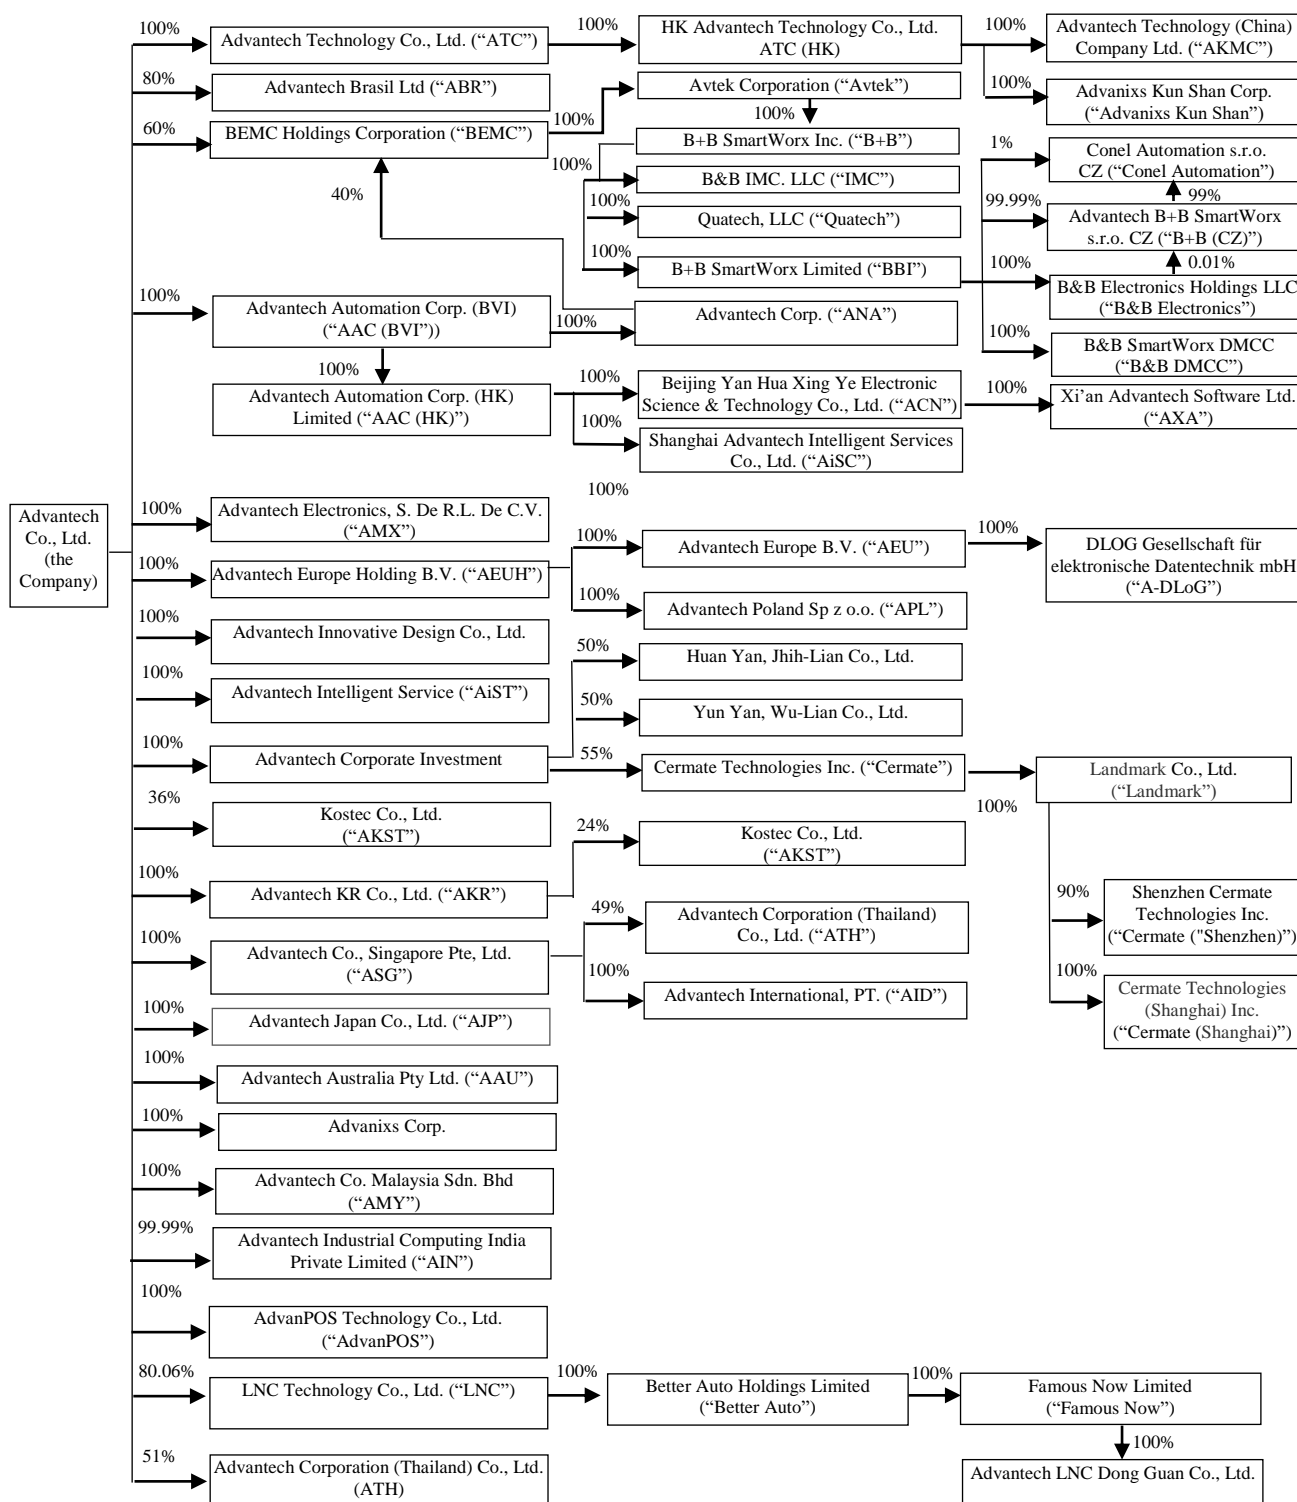 100%
Advantech Technology Co., Ltd. (“ATC”)
100%
HK Advantech Technology Co., Ltd.
ATC (HK)
100%
Advantech Technology (China)
Company Ltd. (“AKMC”)
80%
Advantech Brasil Ltd (“ABR”)
Avtek Corporation (“Avtek”)
100%
Advanixs Kun Shan Corp.
(“Advanixs Kun Shan”)
60%
BEMC Holdings Corporation (“BEMC”)
100%
100%
B+B SmartWorx Inc. (“B+B”)
1%
Conel Automation s.r.o.
CZ (“Conel Automation”)
100%
B&B IMC. LLC (“IMC”)
40%
99.99%
99%
100%
Quatech, LLC (“Quatech”)
Advantech B+B SmartWorx
s.r.o. CZ (“B+B (CZ)”)
100%
B+B SmartWorx Limited (“BBI”)
100%
0.01%
B&B Electronics Holdings LLC
(“B&B Electronics”)
100%
Advantech Automation Corp. (BVI)
(“AAC (BVI”))
100%
Advantech Corp. (“ANA”)
100%
B&B SmartWorx DMCC
(“B&B DMCC”)
100%
Advantech Automation Corp. (HK)
Limited (“AAC (HK)”)
100%
Beijing Yan Hua Xing Ye Electronic
Science & Technology Co., Ltd. (“ACN”)
100%
Xi’an Advantech Software Ltd.
(“AXA”)
100%
Shanghai Advantech Intelligent Services
Co., Ltd. (“AiSC”)
100%
Advantech
Co., Ltd.
(the
Company)
100%
Advantech Electronics, S. De R.L. De C.V.
(“AMX”)
100%
Advantech Europe B.V. (“AEU”)
100%
DLOG Gesellschaft für
elektronische Datentechnik mbH
(“A-DLoG”)
100%
Advantech Europe Holding B.V. (“AEUH”)
100%
Advantech Poland Sp z o.o. (“APL”)
100%
Advantech Innovative Design Co., Ltd.
50%
Huan Yan, Jhih-Lian Co., Ltd.
100%
Advantech Intelligent Service (“AiST”)
50%
Yun Yan, Wu-Lian Co., Ltd.
100%
Advantech Corporate Investment
55%
Cermate Technologies Inc. (“Cermate”)
100%
Landmark Co., Ltd.
(“Landmark”)
36%
Kostec Co., Ltd.
(“AKST”)
24%
Kostec Co., Ltd.
(“AKST”)
100%
Advantech KR Co., Ltd. (“AKR”)
90%
Shenzhen Cermate
Technologies Inc.
(“Cermate ("Shenzhen)”)
49%
Advantech Corporation (Thailand)
Co., Ltd. (“ATH”)
100%
Advantech Co., Singapore Pte, Ltd.
(“ASG”)
100%
Advantech International, PT. (“AID”)
100%
Cermate Technologies
(Shanghai) Inc.
(“Cermate (Shanghai)”)
100%
Advantech Japan Co., Ltd. (“AJP”)
100%
Advantech Australia Pty Ltd. (“AAU”)
100%
Advanixs Corp.
100%
Advantech Co. Malaysia Sdn. Bhd
(“AMY”)
99.99%
Advantech Industrial Computing India
Private Limited (“AIN”)
100%
AdvanPOS Technology Co., Ltd.
(“AdvanPOS”)
80.06%
LNC Technology Co., Ltd. (“LNC”)
100%
Better Auto Holdings Limited
(“Better Auto”)
100%
Famous Now Limited
(“Famous Now”)
100%
51%
Advantech Corporation (Thailand) Co., Ltd.
(ATH)
Advantech LNC Dong Guan Co., Ltd.